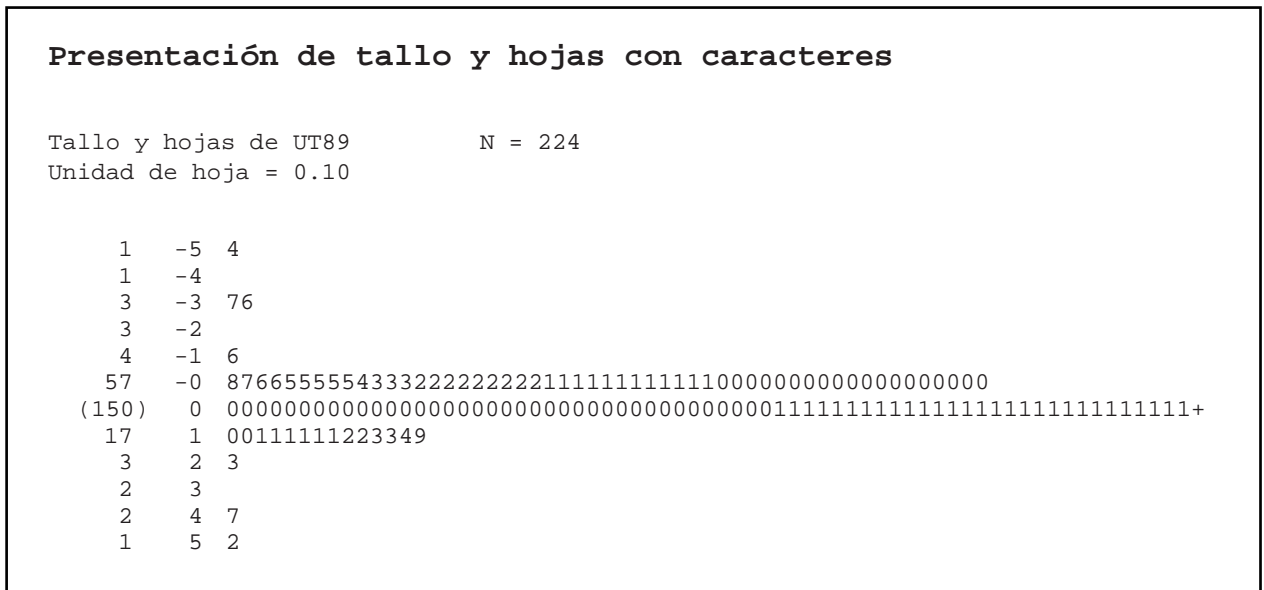 Presentación de tallo y hojas con caracteres
Tallo y hojas de UT89 N = 224
Unidad de hoja = 0.10
1 -5 4
1 -4
3 -3 76
3 -2
4 -1 6
57 -0 87665555543332222222222111111111111000000000000000000
(150) 0 000000000000000000000000000000000000000011111111111111111111111111111+
17 1 00111111223349
3 2 3
2 3
2 4 7
1 5 2